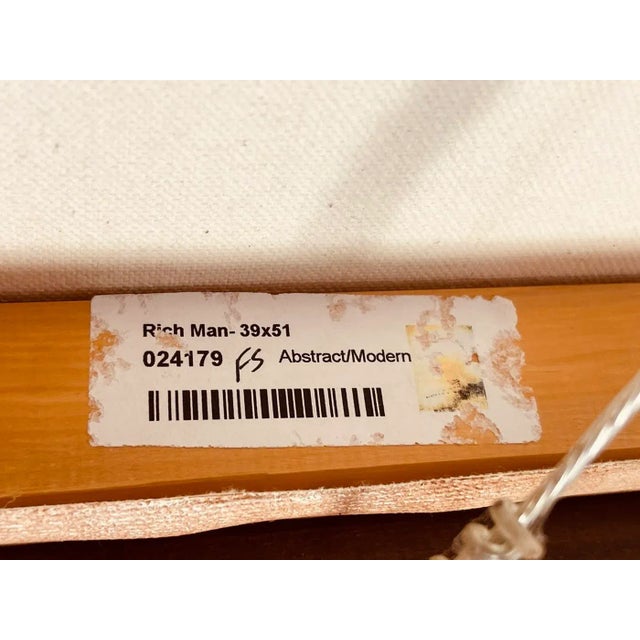 Rich Man- 39x51
024179 FS Abstract/Modern